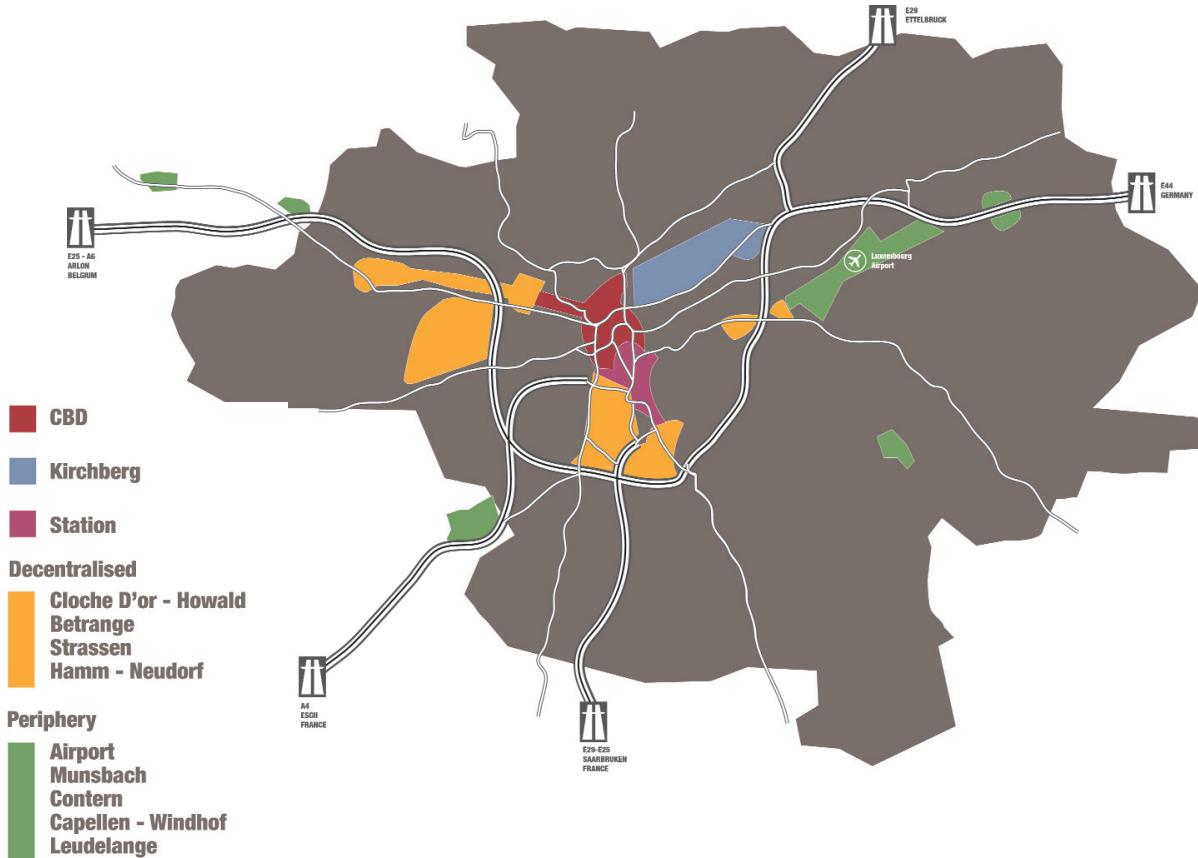 E29
ETTELBRUCK
E44
GERMANY
E25 - A6
ARLON
BELGIUM
Luxembourg
Airport
CBD
Kirchberg
Station
Decentralised
Cloche D'or - Howald
Betrange
Strassen
Hamm - Neudorf
A4
ESCH
FRANCE
E29-E25
SAARBRUKEN
FRANCE
Periphery
Airport
Munsbach
Contern
Capellen - Windhof
Leudelange